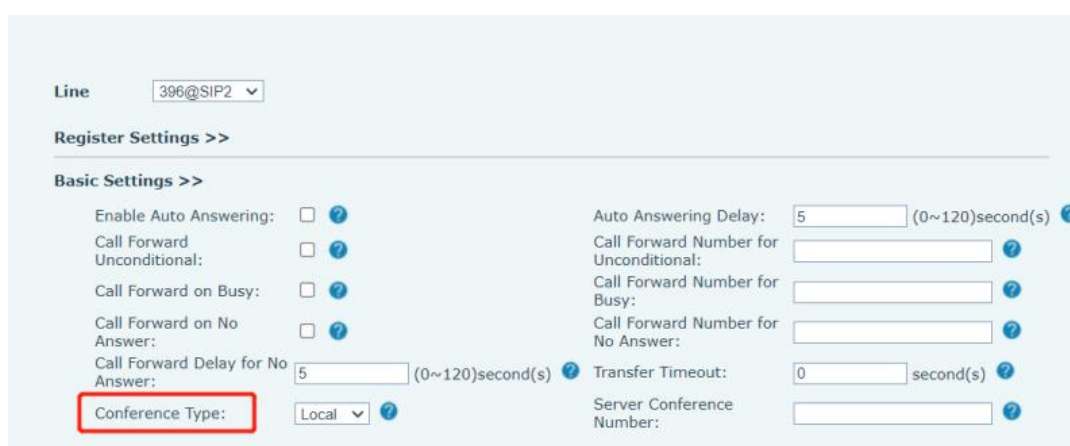 Line 396@SIP2
Register Settings >>
Basic Settings >>
Enable Auto Answering: ? Auto Answering Delay: 5 (0~120)second(s) ?
Call Forward Unconditional: ? Call Forward Number for Unconditional: ?
Call Forward on Busy: ? Call Forward Number for Busy: ?
Call Forward on No Answer: ? Call Forward Number for No Answer: ?
Call Forward Delay for No Answer: 5 (0~120)second(s) ? Transfer Timeout: 0 second(s) ?
Conference Type: Local ? Server Conference Number: ?